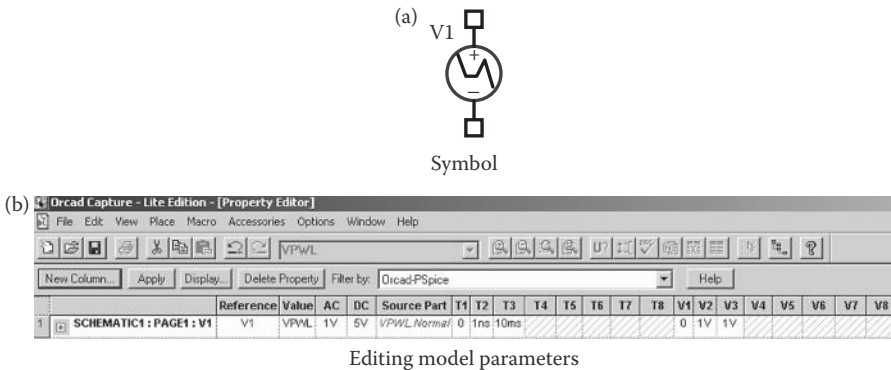 (a)
V1
+
−
Symbol
(b)
Orcad Capture - Lite Edition - [Property Editor]
File Edit View Place Macro Accessories Options Window Help
VPWL
U?
New Column... Apply Display... Delete Property Filter by: Orcad-PSpice Help
Reference Value AC DC Source Part T1 T2 T3 T4 T5 T6 T7 T8 V1 V2 V3 V4 V5 V6 V7 V8
1 SCHEMATIC1 : PAGE1 : V1 V1 VPWL 1V 5V VPWL.Normal 0 1ns 10ms 0 1V 1V
Editing model parameters